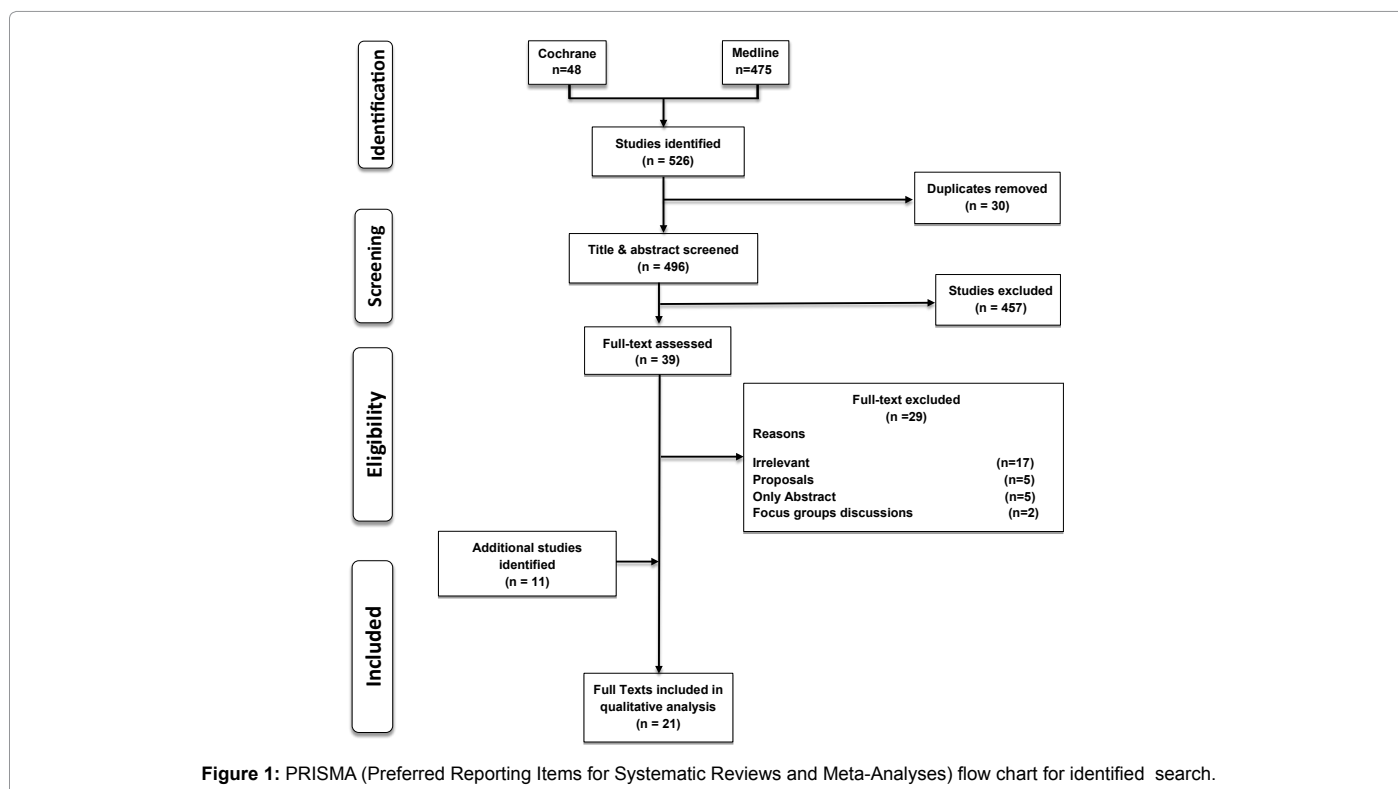 Identification
Cochrane
n=48
Medline
n=475
Studies identified
(n = 526)
Duplicates removed
(n = 30)
Screening
Title & abstract screened
(n = 496)
Studies excluded
(n = 457)
Full-text assessed
(n = 39)
Eligibility
Full-text excluded
(n =29)
Reasons
Irrelevant (n=17)
Proposals (n=5)
Only Abstract (n=5)
Focus groups discussions (n=2)
Additional studies
identified
(n = 11)
Included
Full Texts included in
qualitative analysis
(n = 21)
Figure 1: PRISMA (Preferred Reporting Items for Systematic Reviews and Meta-Analyses) flow chart for identified search.